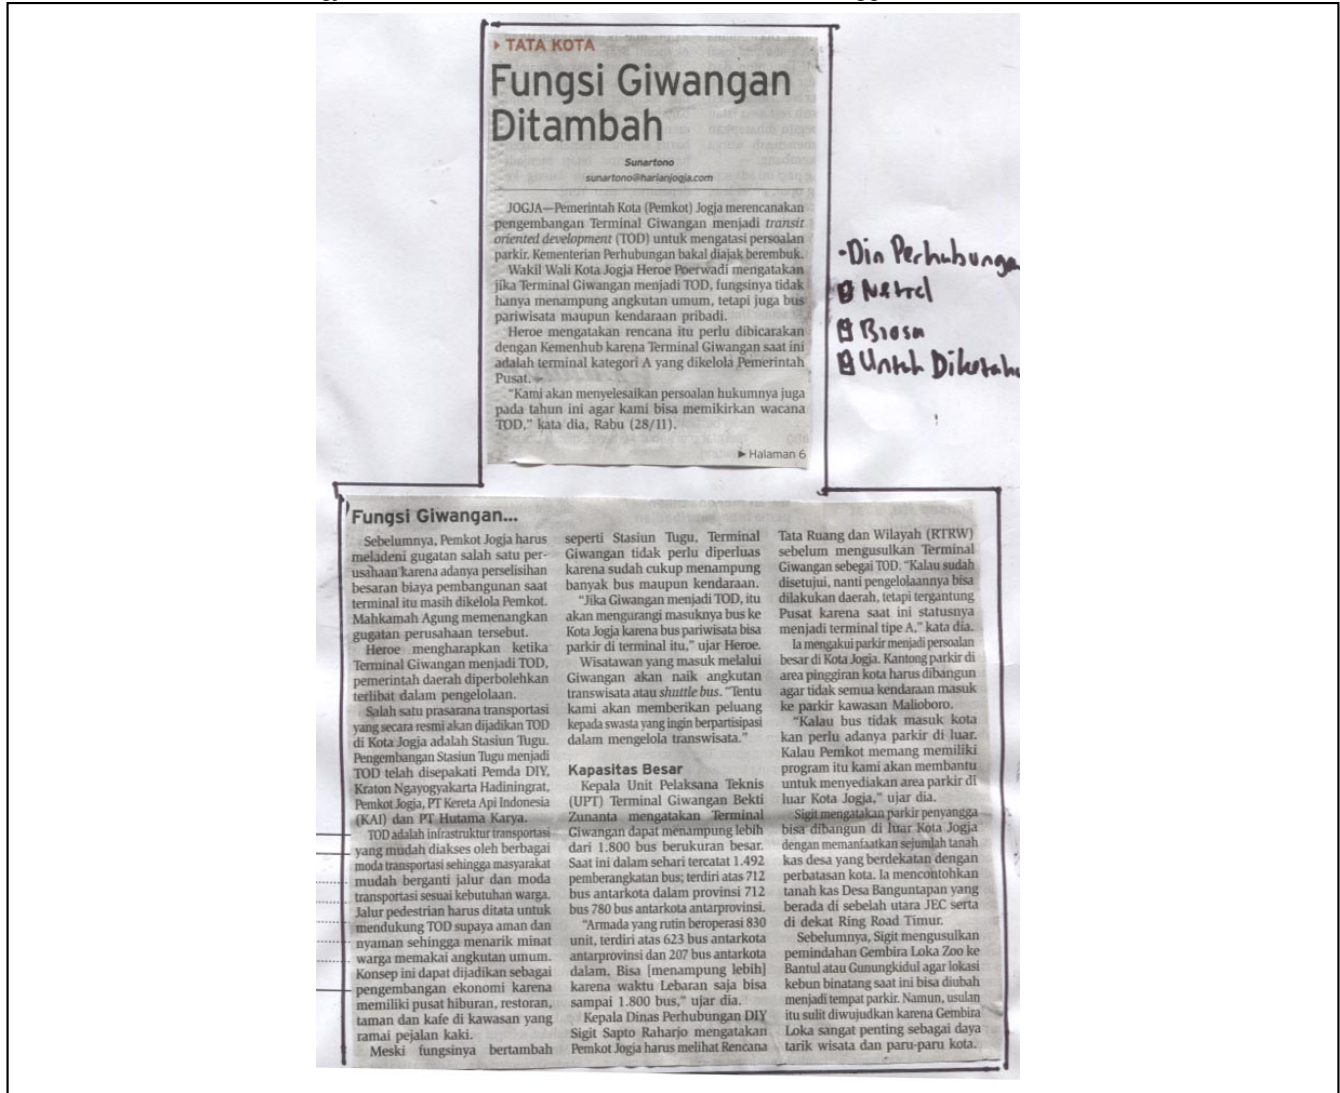 TATA KOTA
Fungsi Giwangan
Ditambah
Sunartono
sunartono@harianjogja.com
JOGJA—Pemerintah Kota (Pemkot) Jogja merencanakan
pengembangan Terminal Giwangan menjadi transit
oriented development (TOD) untuk mengatasi persoalan
parkir. Kementerian Perhubungan bakal diajak berembuk.
Wakil Wali Kota Jogja Heroe Poerwadi mengatakan
jika Terminal Giwangan menjadi TOD, fungsinya tidak
hanya menampung angkutan umum, tetapi juga bus
pariwisata maupun kendaraan pribadi.
Heroe mengatakan rencana itu perlu dibicarakan
dengan Kemenhub karena Terminal Giwangan saat ini
adalah terminal kategori A yang dikelola Pemerintah
Pusat.
"Kami akan menyelesaikan persoalan hukumnya juga
pada tahun ini agar kami bisa memikirkan wacana
TOD," kata dia, Rabu (28/11).
Halaman 6
-Din Perhubunga
Netral
Biasa
Untuk Diketahu
Fungsi Giwangan...
Sebelumnya, Pemkot Jogja harus
meladeni gugatan salah satu per-
usahaan karena adanya perselisihan
besaran biaya pembangunan saat
terminal itu masih dikelola Pemkot.
Mahkamah Agung memenangkan
gugatan perusahaan tersebut.
Heroe mengharapkan ketika
Terminal Giwangan menjadi TOD,
pemerintah daerah diperbolehkan
terlibat dalam pengelolaan.
Salah satu prasarana transportasi
yang secara resmi akan dijadikan TOD
di Kota Jogja adalah Stasiun Tugu.
Pengembangan Stasiun Tugu menjadi
TOD telah disepakati Pemda DIY,
Kraton Ngayogyakarta Hadiningrat,
Pemkot Jogja, PT Kereta Api Indonesia
(KAI) dan PT Hutama Karya.
TOD adalah infrastruktur transportasi
yang mudah diakses oleh berbagai
moda transportasi sehingga masyarakat
mudah berganti jalur dan moda
transportasi sesuai kebutuhan warga.
Jalur pedestrian harus ditata untuk
mendukung TOD supaya aman dan
nyaman sehingga menarik minat
warga memakai angkutan umum.
Konsep ini dapat dijadikan sebagai
pengembangan ekonomi karena
memiliki pusat hiburan, restoran,
taman dan kafe di kawasan yang
ramai pejalan kaki.
Meski fungsinya bertambah
seperti Stasiun Tugu, Terminal
Giwangan tidak perlu diperluas
karena sudah cukup menampung
banyak bus maupun kendaraan.
"Jika Giwangan menjadi TOD, itu
akan mengurangi masuknya bus ke
Kota Jogja karena bus pariwisata bisa
parkir di terminal itu," ujar Heroe.
Wisatawan yang masuk melalui
Giwangan akan naik angkutan
transwisata atau shuttle bus. "Tentu
kami akan memberikan peluang
kepada swasta yang ingin berpartisipasi
dalam mengelola transwisata."
Kapasitas Besar
Kepala Unit Pelaksana Teknis
(UPT) Terminal Giwangan Bekti
Zunanta mengatakan Terminal
Giwangan dapat menampung lebih
dari 1.800 bus berukuran besar.
Saat ini dalam sehari tercatat 1.492
pemberangkatan bus; terdiri atas 712
bus antarkota dalam provinsi 712
bus 780 bus antarkota antarprovinsi.
"Armada yang rutin beroperasi 830
unit, terdiri atas 623 bus antarkota
antarprovinsi dan 207 bus antarkota
dalam. Bisa [menampung lebih]
karena waktu Lebaran saja bisa
sampai 1.800 bus," ujar dia.
Kepala Dinas Perhubungan DIY
Sigit Sapto Raharjo mengatakan
Pemkot Jogja harus melihat Rencana
Tata Ruang dan Wilayah (RTRW)
sebelum mengusulkan Terminal
Giwangan sebegai TOD. "Kalau sudah
disetujui, nanti pengelolaannya bisa
dilakukan daerah, tetapi tergantung
Pusat karena saat ini statusnya
menjadi terminal tipe A," kata dia.
Ia mengakui parkir menjadi persoalan
besar di Kota Jogja. Kantong parkir di
area pinggiran kota harus dibangun
agar tidak semua kendaraan masuk
ke parkir kawasan Malioboro.
"Kalau bus tidak masuk kota
kan perlu adanya parkir di luar.
Kalau Pemkot memang memiliki
program itu kami akan membantu
untuk menyediakan area parkir di
luar Kota Jogja," ujar dia.
Sigit mengatakan parkir penyangga
bisa dibangun di luar Kota Jogja
dengan memanfaatkan sejumlah tanah
kas desa yang berdekatan dengan
perbatasan kota. Ia mencontohkan
tanah kas Desa Banguntapan yang
berada di sebelah utara JEC serta
di dekat Ring Road Timur.
Sebelumnya, Sigit mengusulkan
pemindahan Gembira Loka Zoo ke
Bantul atau Gunungkidul agar lokasi
kebun binatang saat ini bisa diubah
menjadi tempat parkir. Namun, usulan
itu sulit diwujudkan karena Gembira
Loka sangat penting sebagai daya
tarik wisata dan paru-paru kota.